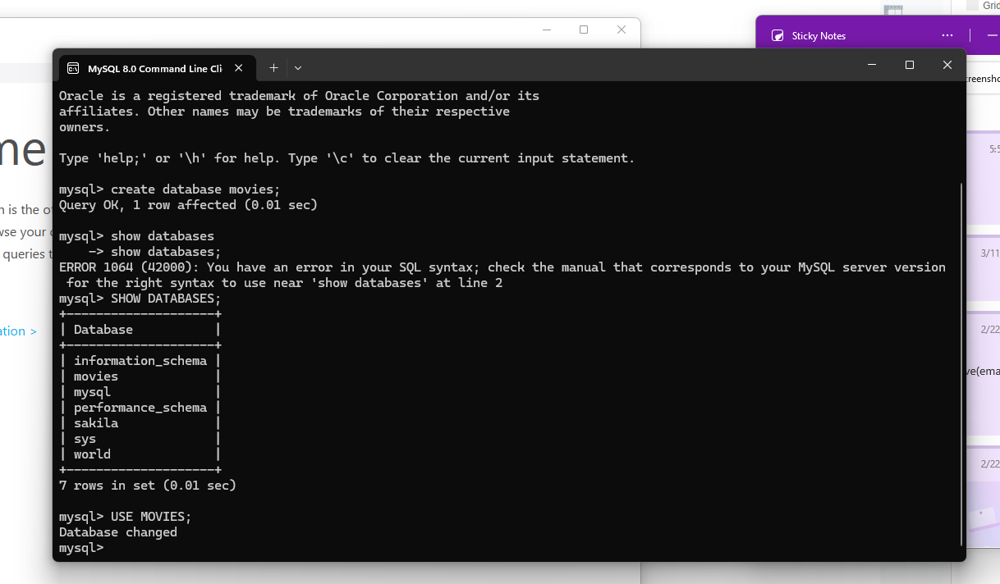 Grid
Sticky Notes
MySQL 8.0 Command Line Cli
me
n is the of
wse your
queries t
ation >
Oracle is a registered trademark of Oracle Corporation and/or its
affiliates. Other names may be trademarks of their respective
owners.
Type 'help;' or '\h' for help. Type '\c' to clear the current input statement.
mysql> create database movies;
Query OK, 1 row affected (0.01 sec)
mysql> show databases
    -> show databases;
ERROR 1064 (42000): You have an error in your SQL syntax; check the manual that corresponds to your MySQL server version
 for the right syntax to use near 'show databases' at line 2
mysql> SHOW DATABASES;
+--------------------+
| Database           |
+--------------------+
| information_schema |
| movies             |
| mysql              |
| performance_schema |
| sakila             |
| sys                |
| world              |
+--------------------+
7 rows in set (0.01 sec)
mysql> USE MOVIES;
Database changed
mysql>
creensho
5:5
3/11
2/22
ve(ema
2/22